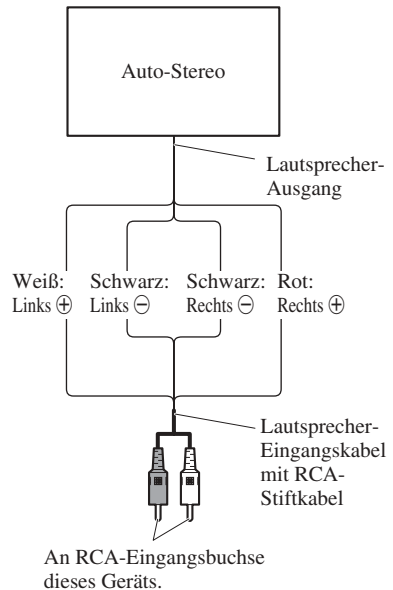 Auto-Stereo
Lautsprecher-
Ausgang
Weiß:
Links ⊕
Schwarz:
Links ⊖
Schwarz:
Rechts ⊖
Rot:
Rechts ⊕
Lautsprecher-
Eingangskabel
mit RCA-
Stiftkabel
An RCA-Eingangsbuchse
dieses Geräts.